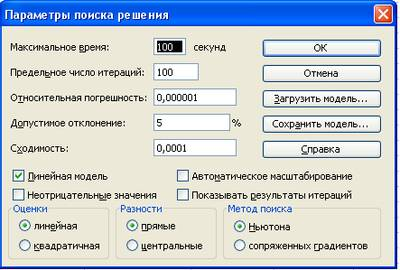 Параметры поиска решения
Максимальное время: 100 секунд OK
Предельное число итераций: 100 Отмена
Относительная погрешность: 0,000001 Загрузить модель...
Допустимое отклонение: 5 % Сохранить модель...
Сходимость: 0,0001 Справка
Линейная модель Автоматическое масштабирование
Неотрицательные значения Показывать результаты итераций
Оценки Разности Метод поиска
линейная прямые Ньютона
квадратичная центральные сопряженных градиентов